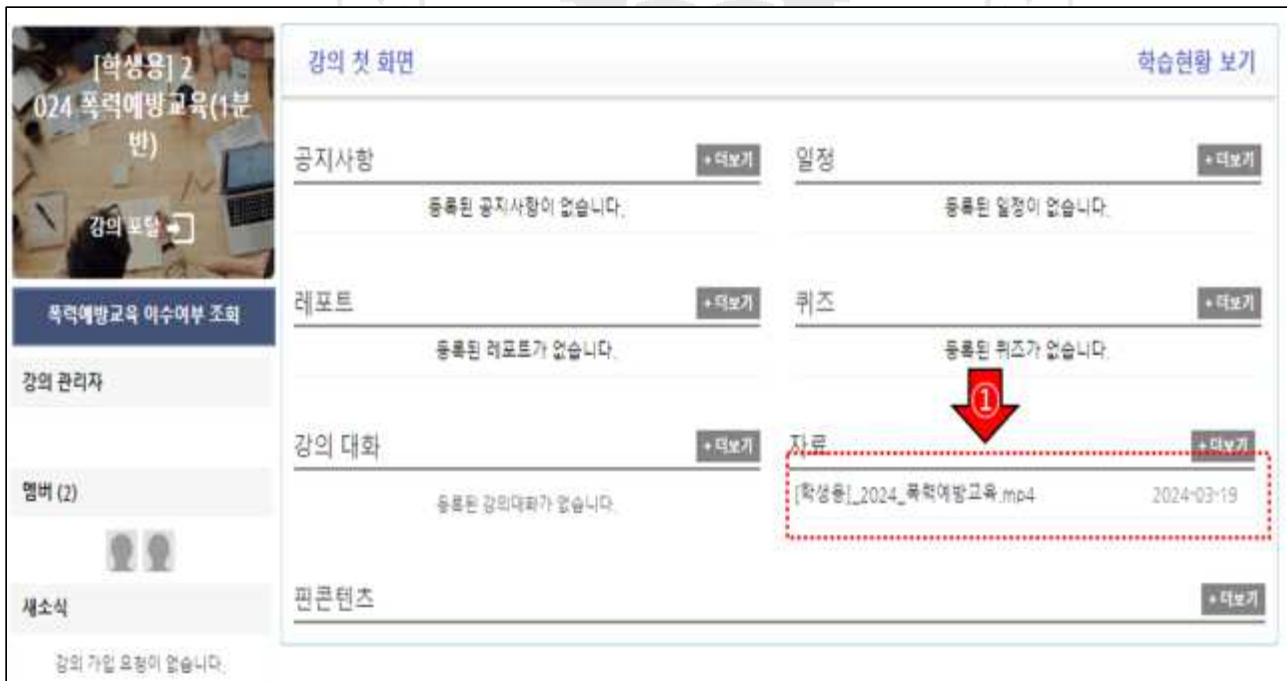 [학생용] 2
024 폭력예방교육(1분
반)
강의 포탈
폭력예방교육 이수여부 조회
강의 관리자
멤버 (2)
새소식
강의 가입 요청이 없습니다.
강의 첫 화면
학습현황 보기
공지사항
+ 더보기
등록된 공지사항이 없습니다.
일정
+ 더보기
등록된 일정이 없습니다.
레포트
+ 더보기
등록된 레포트가 없습니다.
퀴즈
+ 더보기
등록된 퀴즈가 없습니다.
①
강의 대화
+ 더보기
등록된 강의대화가 없습니다.
자료
+ 더보기
[학생용]_2024_폭력예방교육.mp4
2024-03-19
핀콘텐츠
+ 더보기